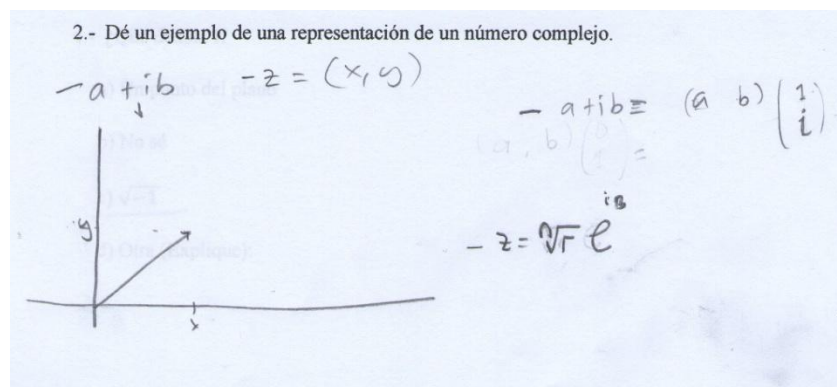 2.- Dé un ejemplo de una representación de un número complejo.
- a + ib
- z = (x, y)
- a + ib ≡ (a b) (1 i)
y
x
- z = ⁿ√r e^iθ